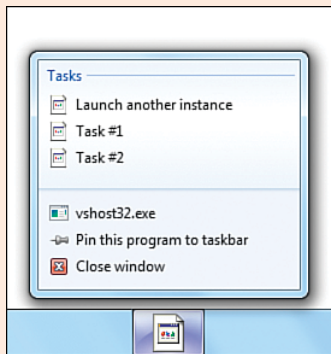 Tasks
Launch another instance
Task #1
Task #2
vshost32.exe
Pin this program to taskbar
Close window